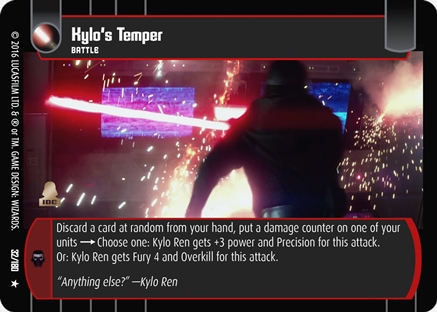 Kylo's Temper
BATTLE
© 2016 LUCASFILM LTD. & ® or TM. GAME DESIGN: WIZARDS.
32/180
IDC
Discard a card at random from your hand, put a damage counter on one of your
units → Choose one: Kylo Ren gets +3 power and Precision for this attack.
Or: Kylo Ren gets Fury 4 and Overkill for this attack.
"Anything else?" —Kylo Ren